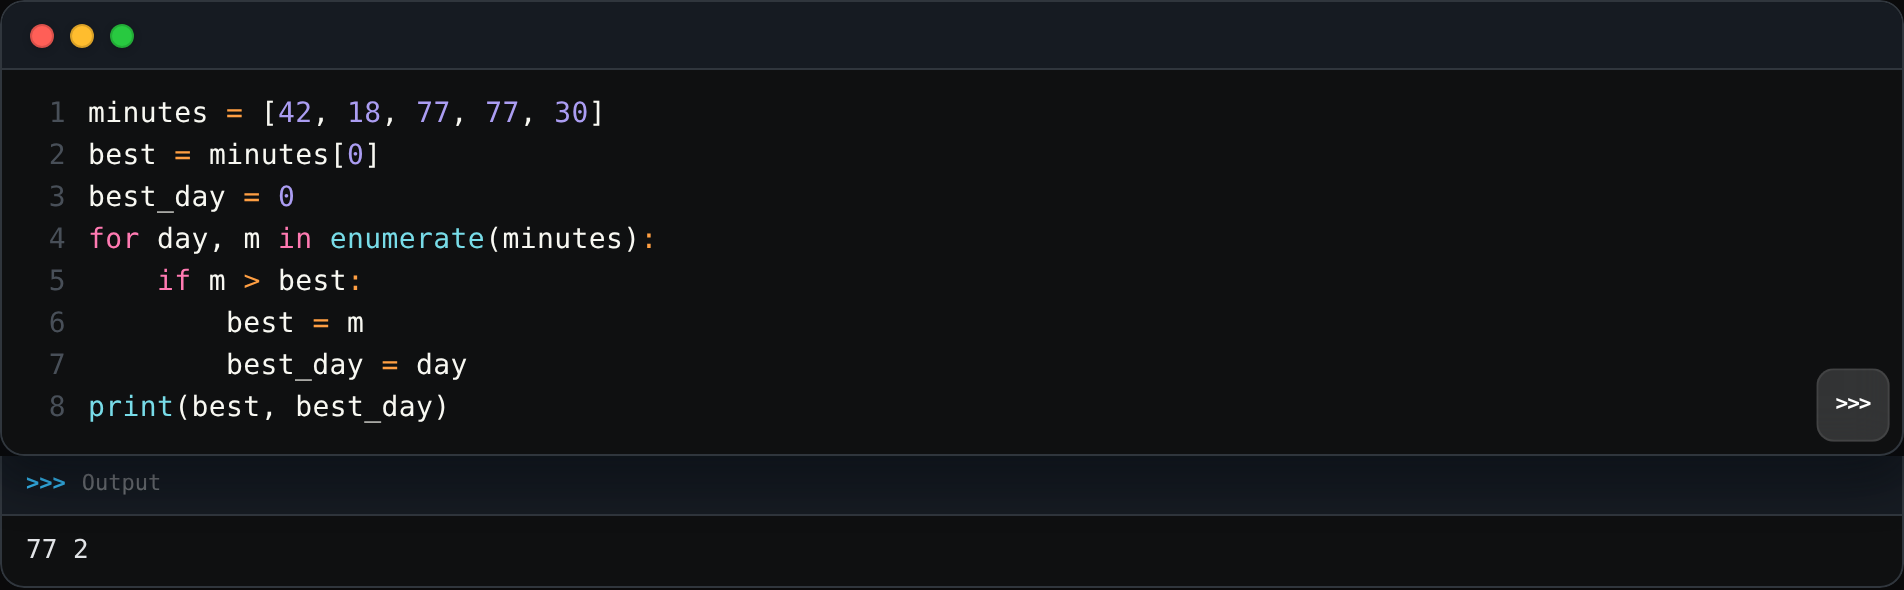 1 minutes = [42, 18, 77, 77, 30]
2 best = minutes[0]
3 best_day = 0
4 for day, m in enumerate(minutes):
5     if m > best:
6         best = m
7         best_day = day
8 print(best, best_day)
>>>
>>> Output
77 2